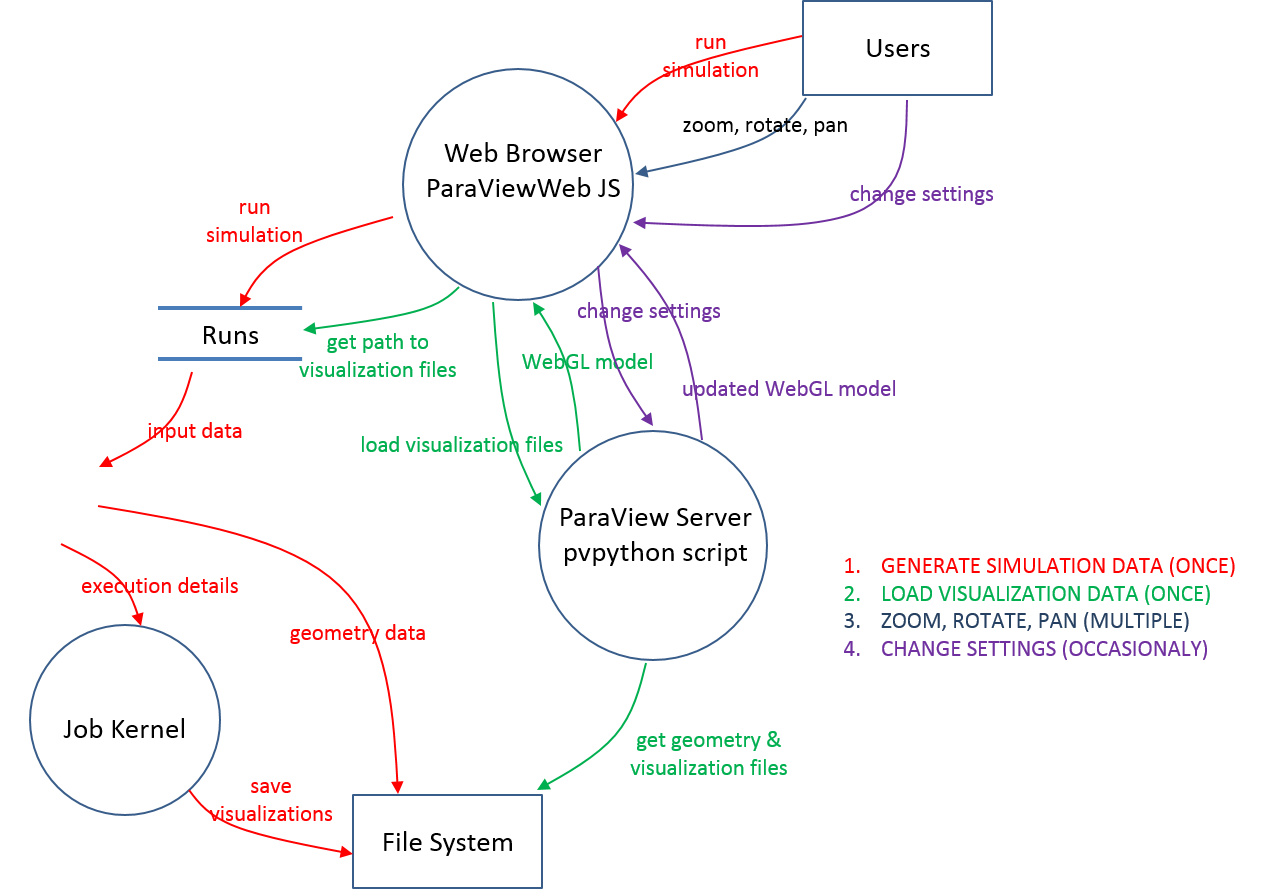 Users
run
simulation
zoom, rotate, pan
Web Browser
ParaViewWeb JS
change settings
run
simulation
change settings
Runs
get path to
visualization files
WebGL model
updated WebGL model
input data
load visualization files
ParaView Server
pvpython script
1. GENERATE SIMULATION DATA (ONCE)
2. LOAD VISUALIZATION DATA (ONCE)
3. ZOOM, ROTATE, PAN (MULTIPLE)
4. CHANGE SETTINGS (OCCASIONALY)
execution details
geometry data
Job Kernel
get geometry &
visualization files
save
visualizations
File System